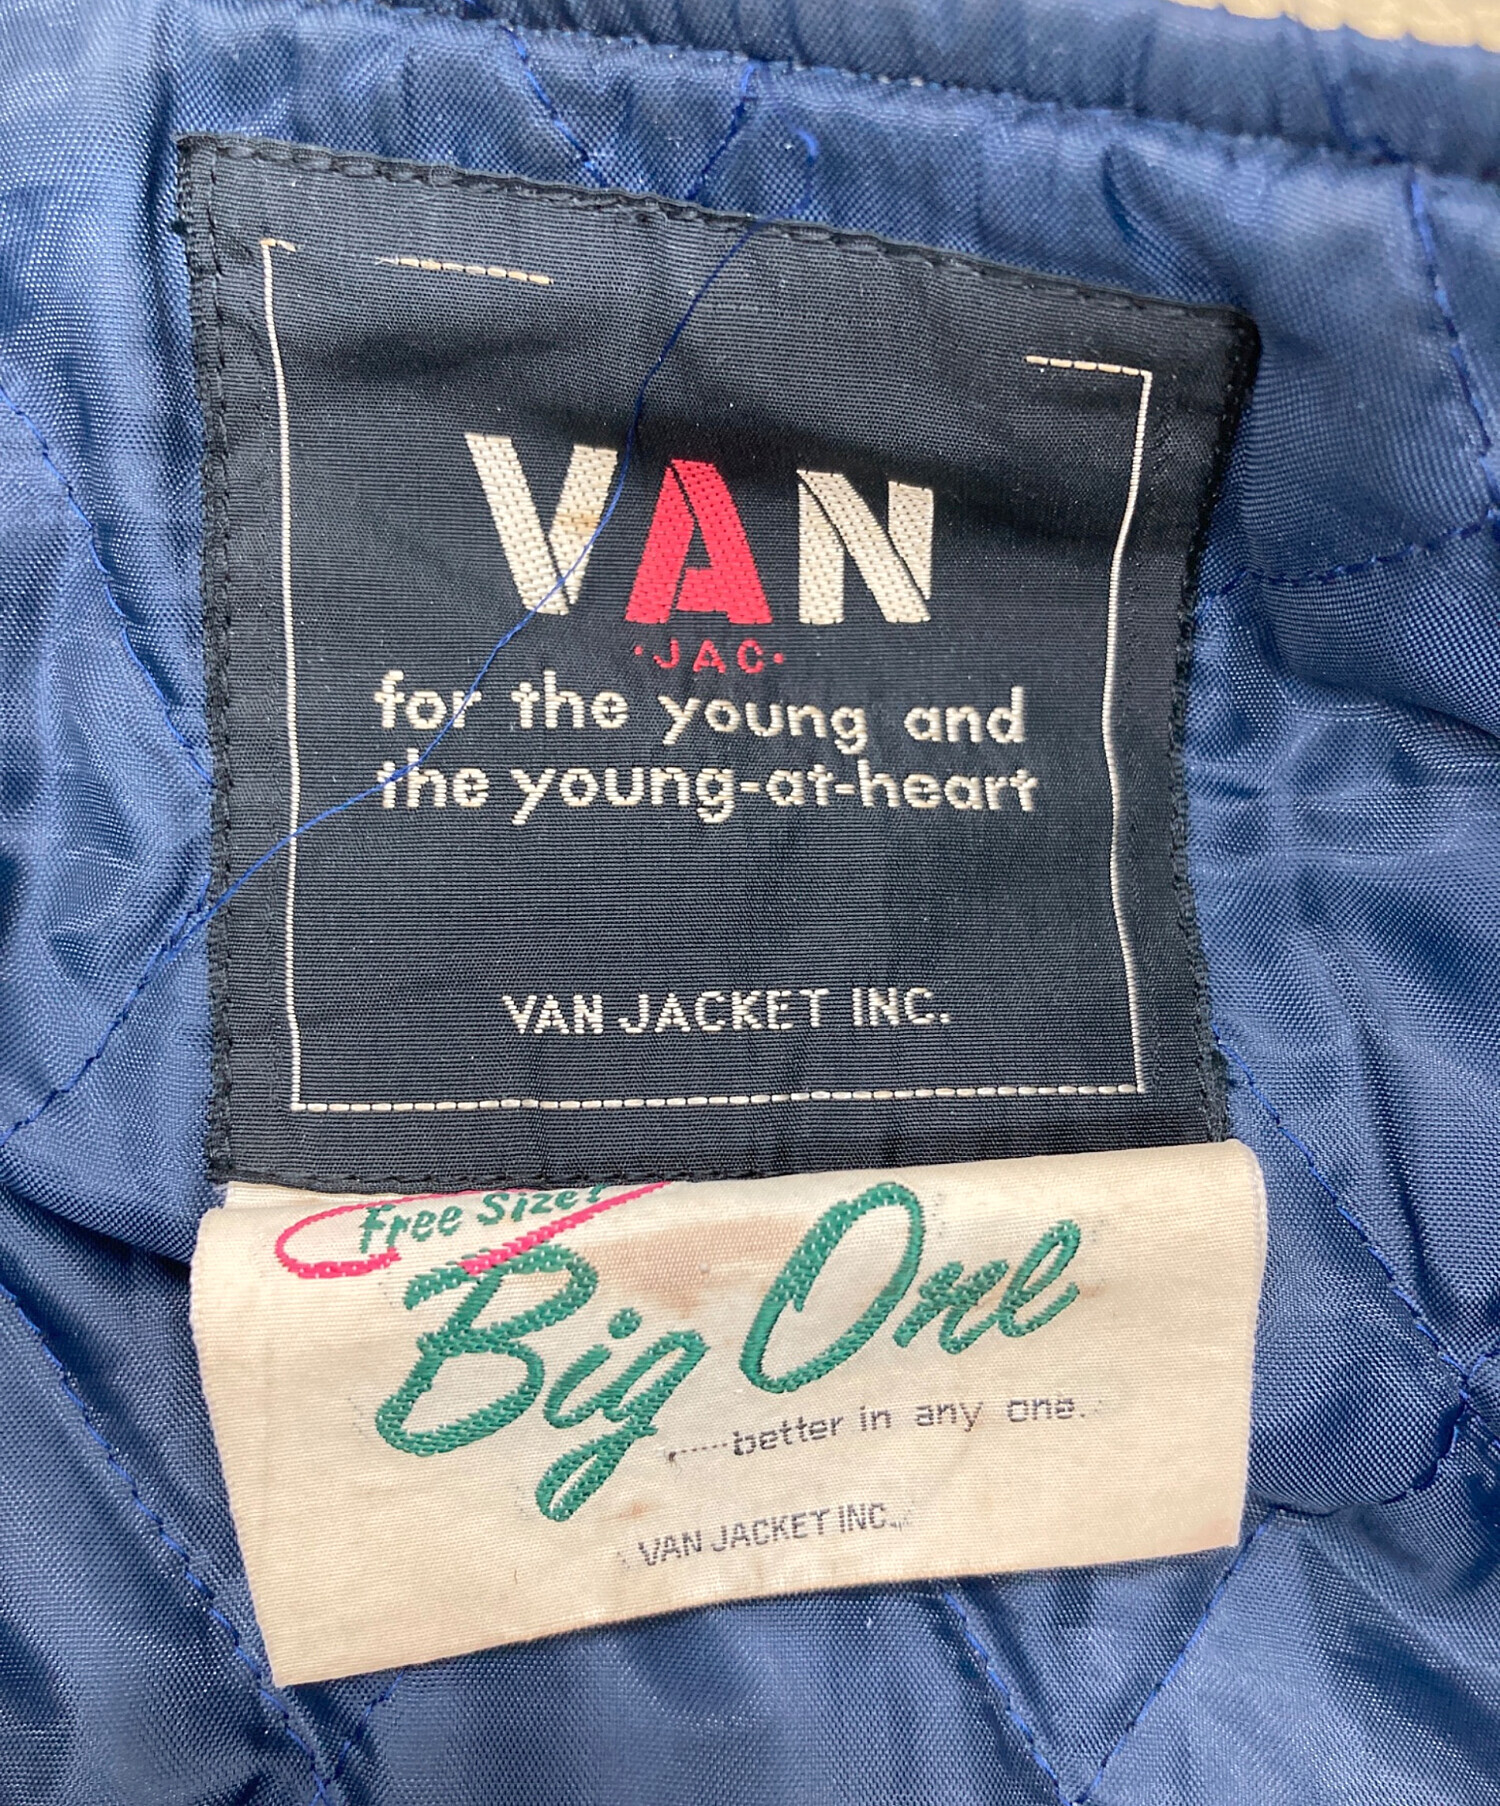 VAN
·JAC·
for the young and
the young-at-heart
VAN JACKET INC.
Free Size!
Big One
......better in any one.
VAN JACKET INC.